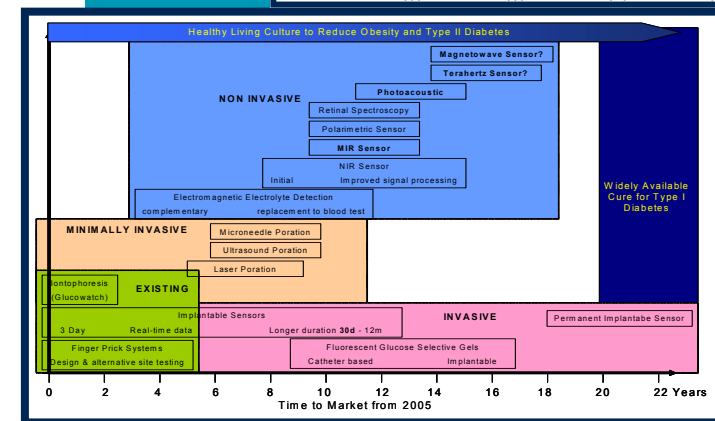 Healthy Living Culture to Reduce Obesity and Type II Diabetes
Magnetowave Sensor?
Terahertz Sensor?
Photoacoustic
NON INVASIVE
Retinal Spectroscopy
Polarimetric Sensor
MIR Sensor
NIR Sensor
Initial Improved signal processing
Electromagnetic Electrolyte Detection
complementary replacement to blood test
Widely Available
Cure for Type I
Diabetes
MINIMALLY INVASIVE
Microneedle Poration
Ultrasound Poration
Laser Poration
Iontophoresis
(Glucowatch)
EXISTING
Implantable Sensors
3 Day Real-time data Longer duration 30d - 12m
INVASIVE
Permanent Implantabe Sensor
Finger Prick Systems
Design & alternative site testing
Fluorescent Glucose Selective Gels
Catheter based Implantable
0 2 4 6 8 10 12 14 16 18 20 22 Years
Time to Market from 2005